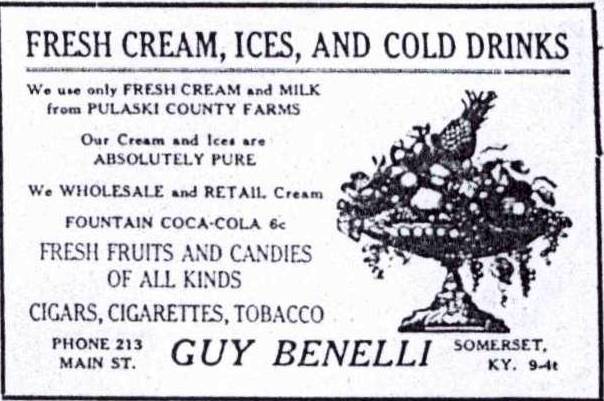 FRESH CREAM, ICES, AND COLD DRINKS
We use only FRESH CREAM and MILK
from PULASKI COUNTY FARMS
Our Cream and Ices are
ABSOLUTELY PURE
We WHOLESALE and RETAIL Cream
FOUNTAIN COCA-COLA 6c
FRESH FRUITS AND CANDIES
OF ALL KINDS
CIGARS, CIGARETTES, TOBACCO
PHONE 213
MAIN ST.
GUY BENELLI
SOMERSET,
KY. 9-4t